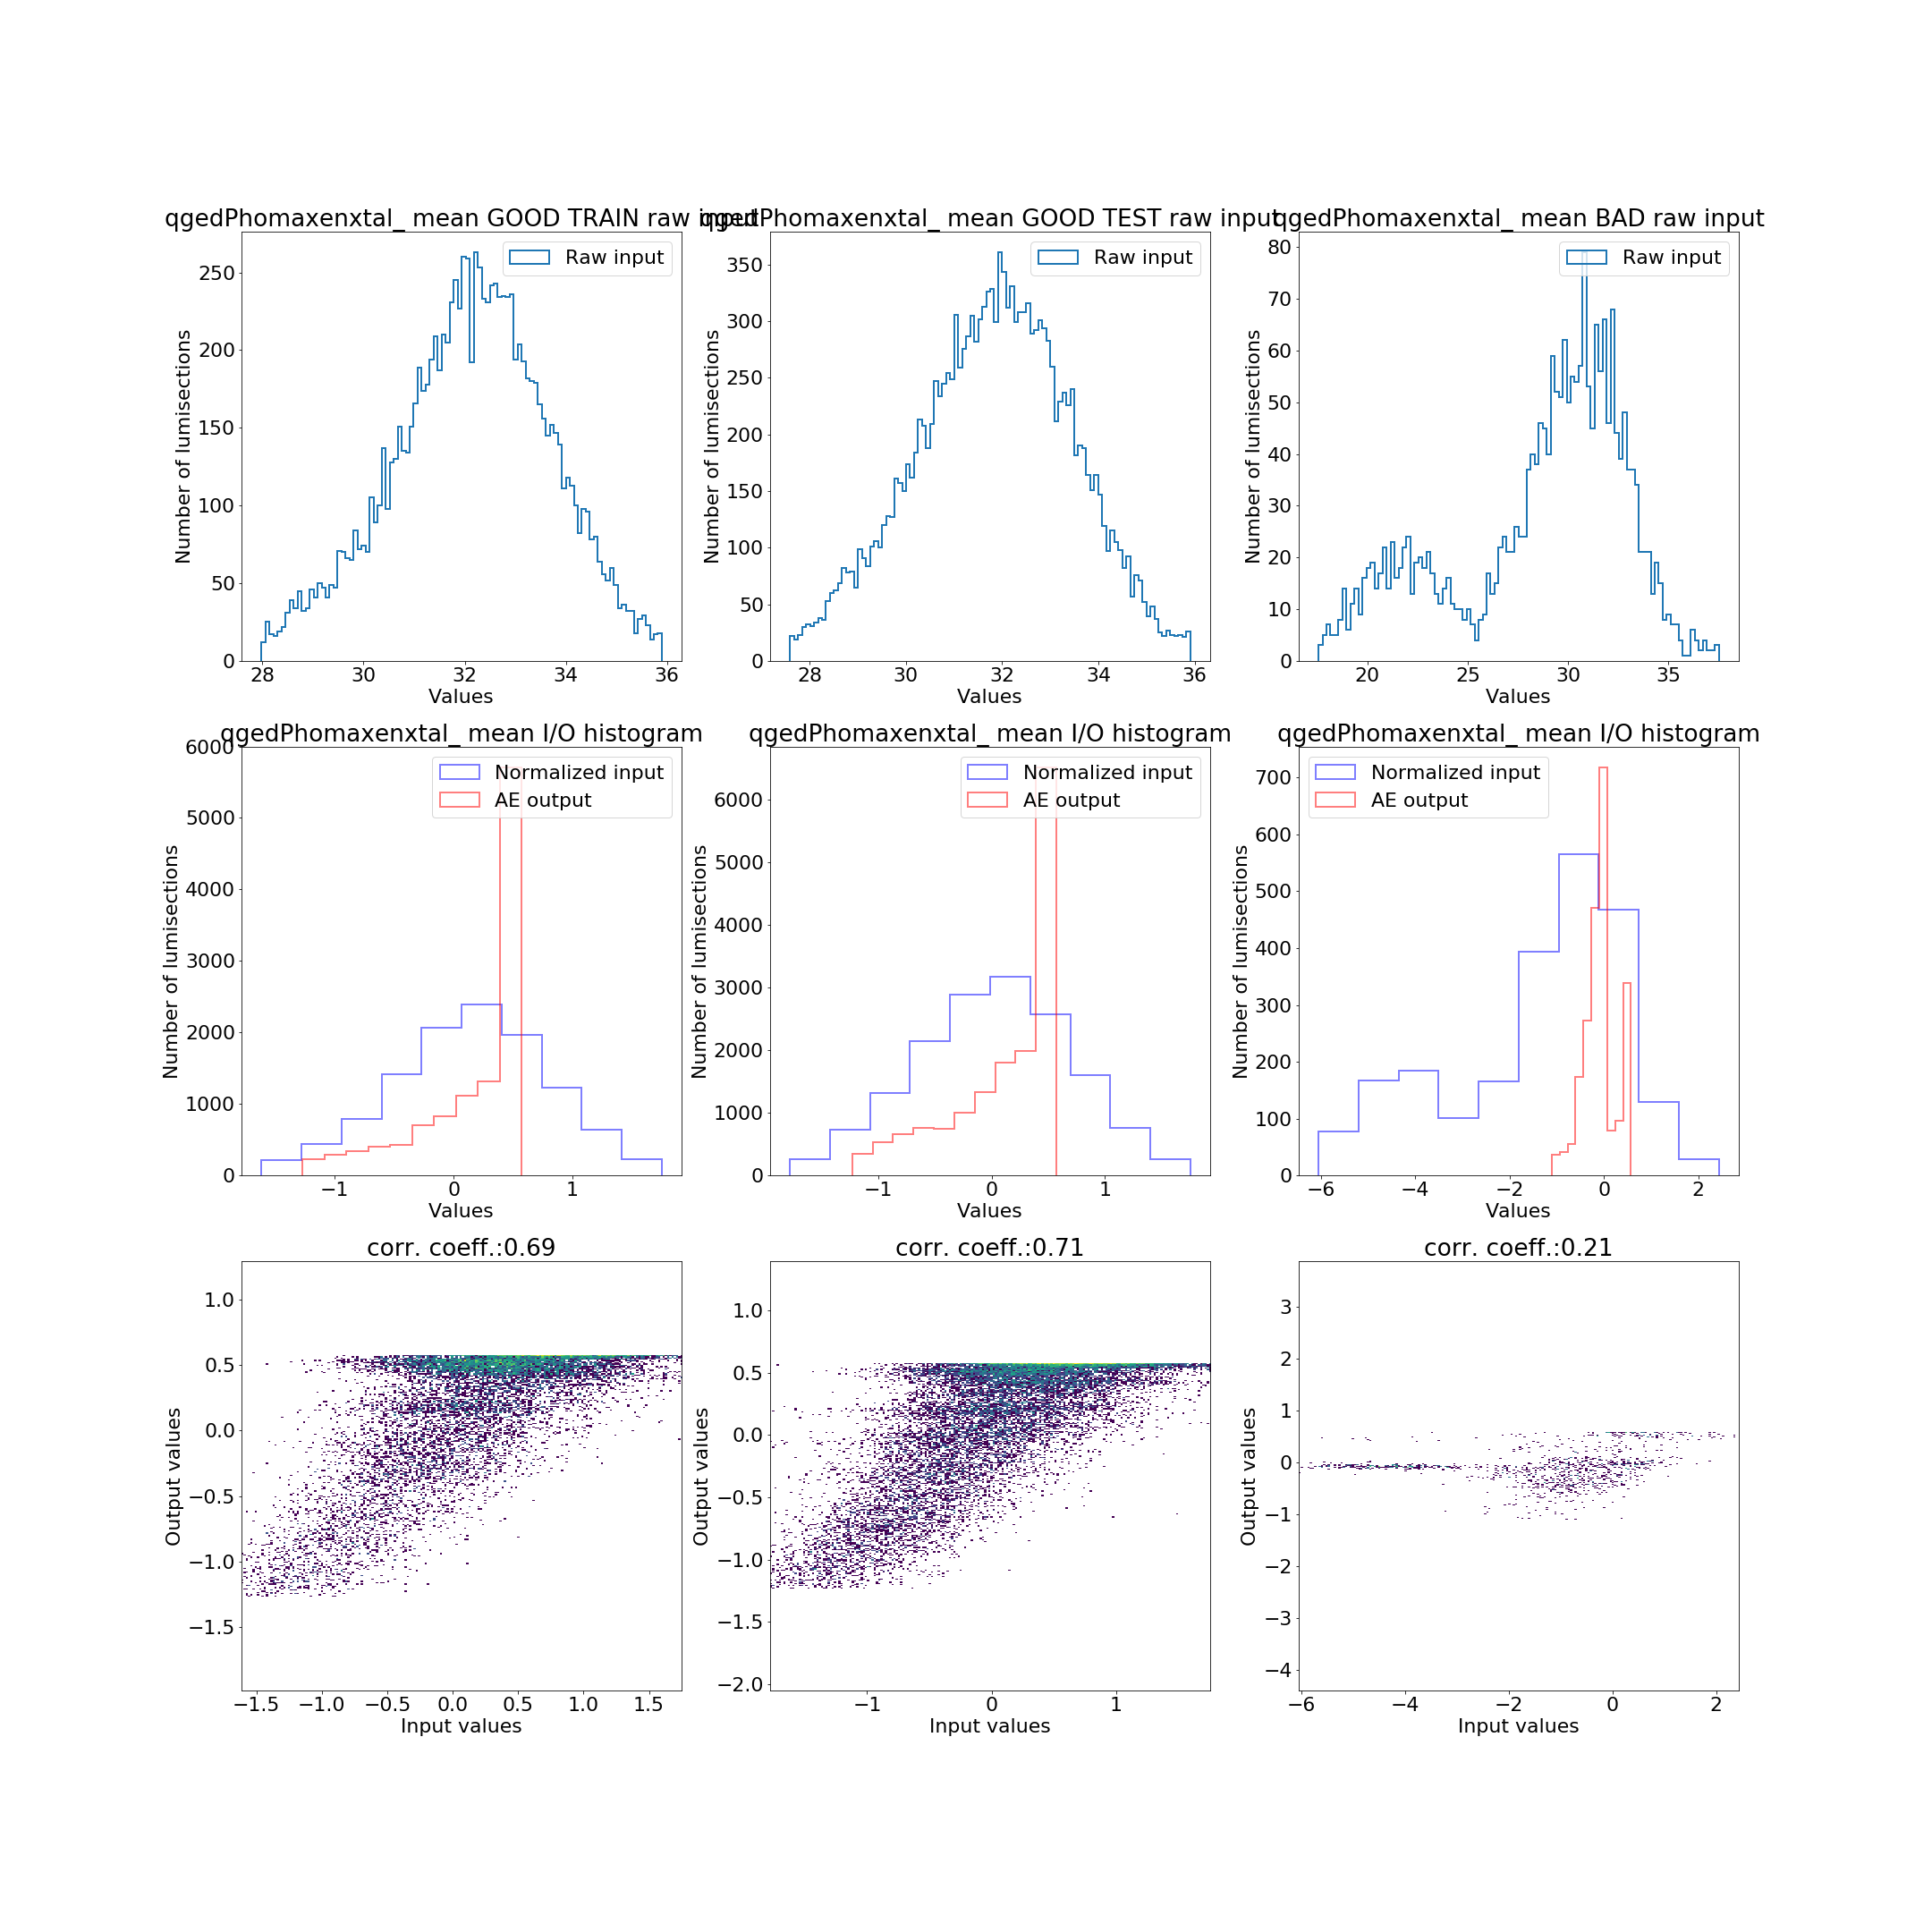 qgedPhomaxenxtal_ mean GOOD TRAIN raw input
qgedPhomaxenxtal_ mean GOOD TEST raw input
qgedPhomaxenxtal_ mean BAD raw input
Raw input
Number of lumisections
250
200
150
100
50
0
28 30 32 34 36
Values
Raw input
Number of lumisections
350
300
250
200
150
100
50
0
28 30 32 34 36
Values
Raw input
Number of lumisections
80
70
60
50
40
30
20
10
0
20 25 30 35
Values
qgedPhomaxenxtal_ mean I/O histogram
Normalized input
AE output
Number of lumisections
6000
5000
4000
3000
2000
1000
0
−1 0 1
Values
qgedPhomaxenxtal_ mean I/O histogram
Normalized input
AE output
Number of lumisections
6000
5000
4000
3000
2000
1000
0
−1 0 1
Values
qgedPhomaxenxtal_ mean I/O histogram
Normalized input
AE output
Number of lumisections
700
600
500
400
300
200
100
0
−6 −4 −2 0 2
Values
corr. coeff.:0.69
Output values
1.0
0.5
0.0
−0.5
−1.0
−1.5
−1.5 −1.0 −0.5 0.0 0.5 1.0 1.5
Input values
corr. coeff.:0.71
Output values
1.0
0.5
0.0
−0.5
−1.0
−1.5
−2.0
−1 0 1
Input values
corr. coeff.:0.21
Output values
3
2
1
0
−1
−2
−3
−4
−6 −4 −2 0 2
Input values